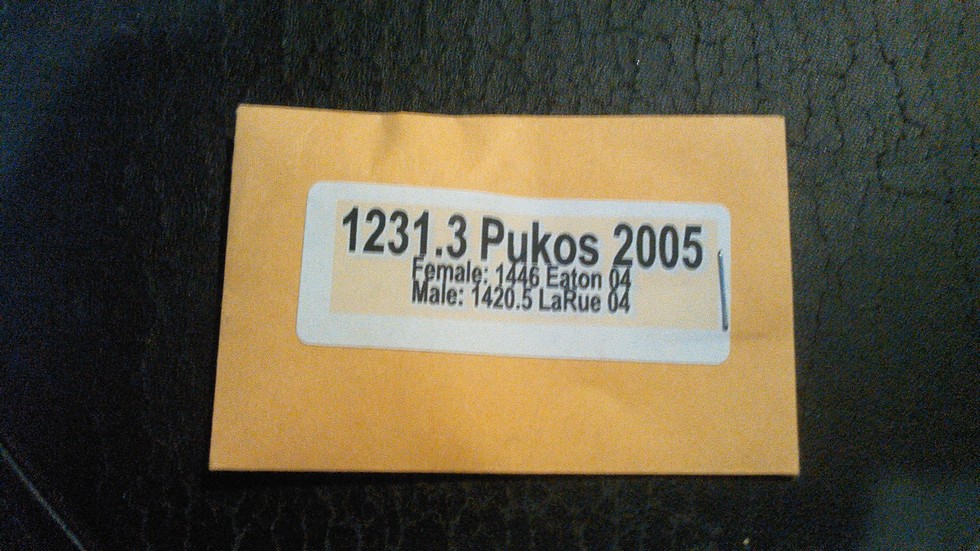 1231.3 Pukos 2005
Female: 1446 Eaton 04
Male: 1420.5 LaRue 04